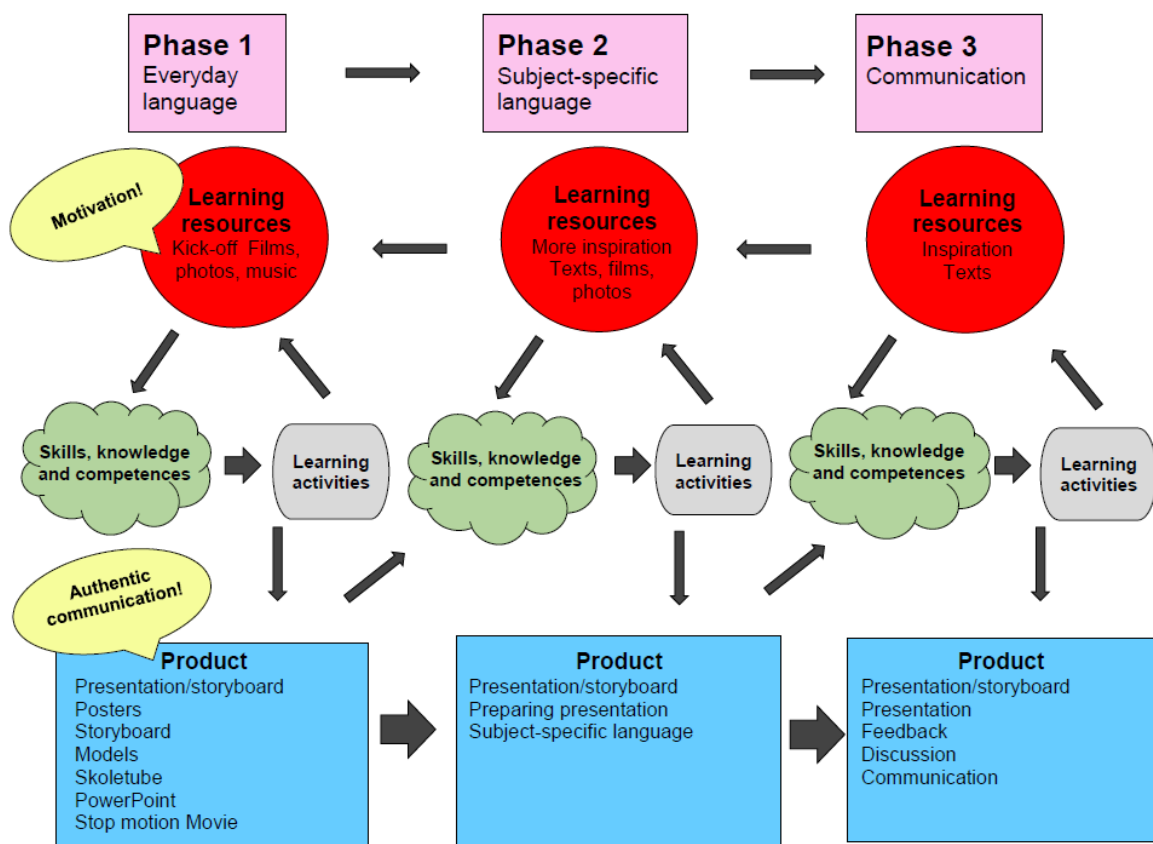 Phase 1
Everyday
language
Phase 2
Subject-specific
language
Phase 3
Communication
Motivation!
Learning
resources
Kick-off Films,
photos, music
Learning
resources
More inspiration
Texts, films,
photos
Learning
resources
Inspiration
Texts
Skills, knowledge
and competences
Learning
activities
Skills, knowledge
and competences
Learning
activities
Skills, knowledge
and competences
Learning
activities
Authentic
communication!
Product
Presentation/storyboard
Posters
Storyboard
Models
Skoletube
PowerPoint
Stop motion Movie
Product
Presentation/storyboard
Preparing presentation
Subject-specific language
Product
Presentation/storyboard
Presentation
Feedback
Discussion
Communication